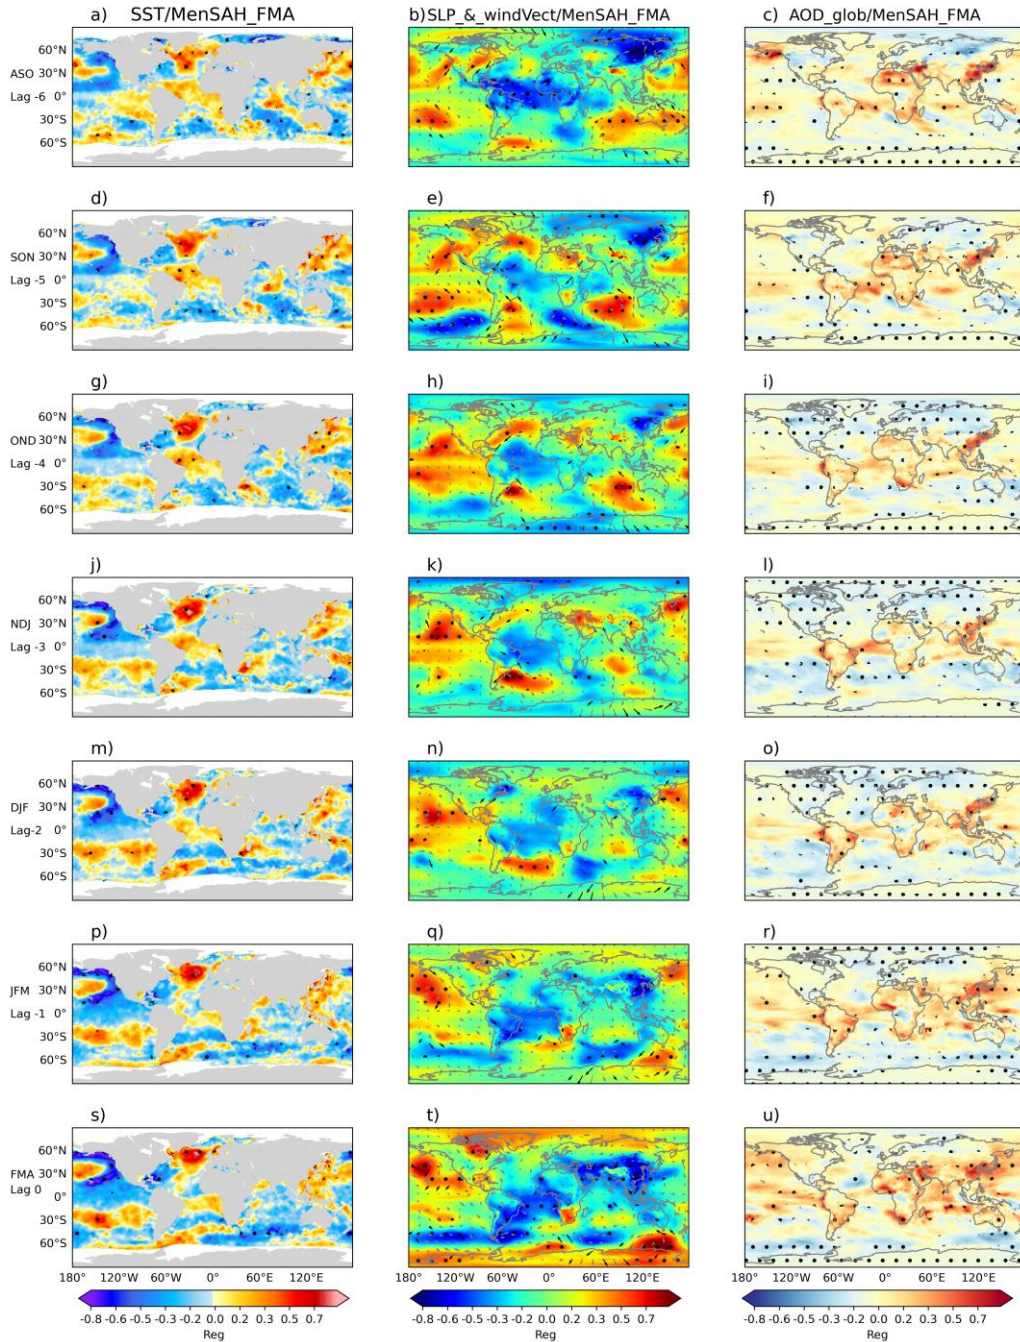 SST/MenSAH_FMA
SLP_&_windVect/MenSAH_FMA
AOD_glob/MenSAH_FMA
a)
b)
c)
60°N
ASO 30°N
Lag -6 0°
30°S
60°S
d)
e)
f)
60°N
SON 30°N
Lag -5 0°
30°S
60°S
g)
h)
i)
60°N
OND 30°N
Lag -4 0°
30°S
60°S
j)
k)
l)
60°N
NDJ 30°N
Lag -3 0°
30°S
60°S
m)
n)
o)
60°N
DJF 30°N
Lag-2 0°
30°S
60°S
p)
q)
r)
60°N
JFM 30°N
Lag -1 0°
30°S
60°S
s)
t)
u)
60°N
FMA 30°N
Lag 0 0°
30°S
60°S
180° 120°W 60°W 0° 60°E 120°E
180° 120°W 60°W 0° 60°E 120°E
180° 120°W 60°W 0° 60°E 120°E
-0.8 -0.6 -0.5 -0.2 0.0 0.2 0.3 0.5 0.7
Reg
-0.8 -0.6 -0.5 -0.2 0.0 0.2 0.3 0.5 0.7
Reg
-0.8 -0.6 -0.5 -0.2 0.0 0.2 0.3 0.5 0.7
Reg